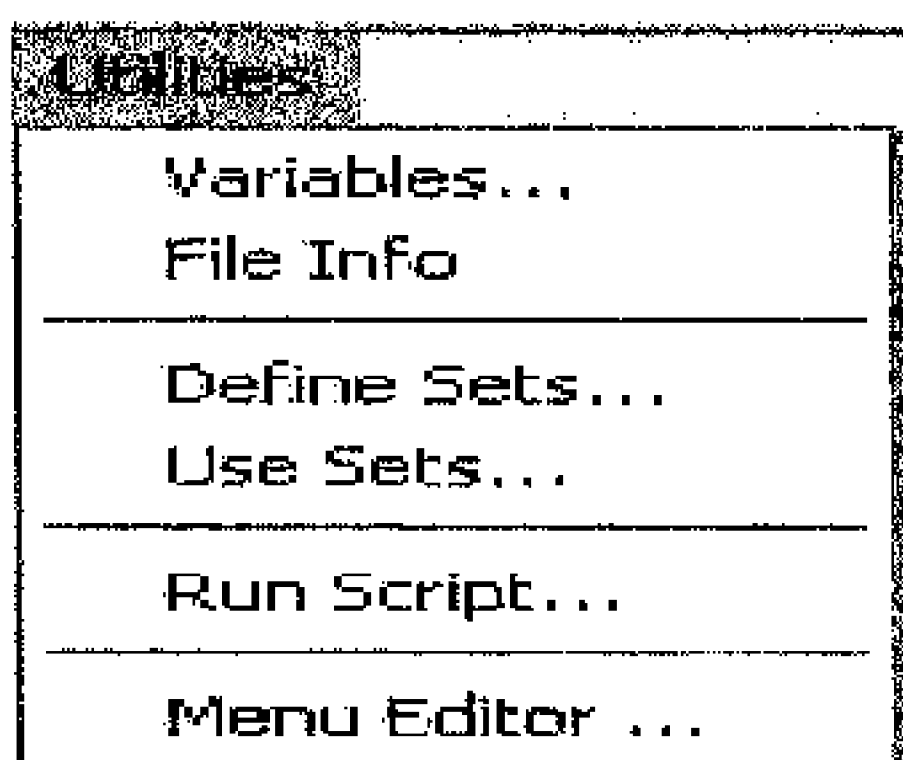 Utilities
Variables...
File Info
Define Sets...
Use Sets...
Run Script...
Menu Editor ...